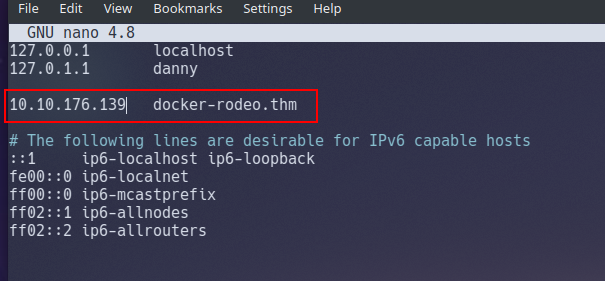 File View Bookmarks Settings Help
GNU nano 4.8
127.0.0.1 localhost
127.0.1.1 danny
10.10.176.139 docker-rodeo.thm
# The following lines are desirable for IPv6 capable hosts
::1 ip6-localhost ip6-loopback
fe00::0 ip6-localnet
ff00::0 ip6-mcastprefix
ff02::1 ip6-allnodes
ff02::2 ip6-allrouters